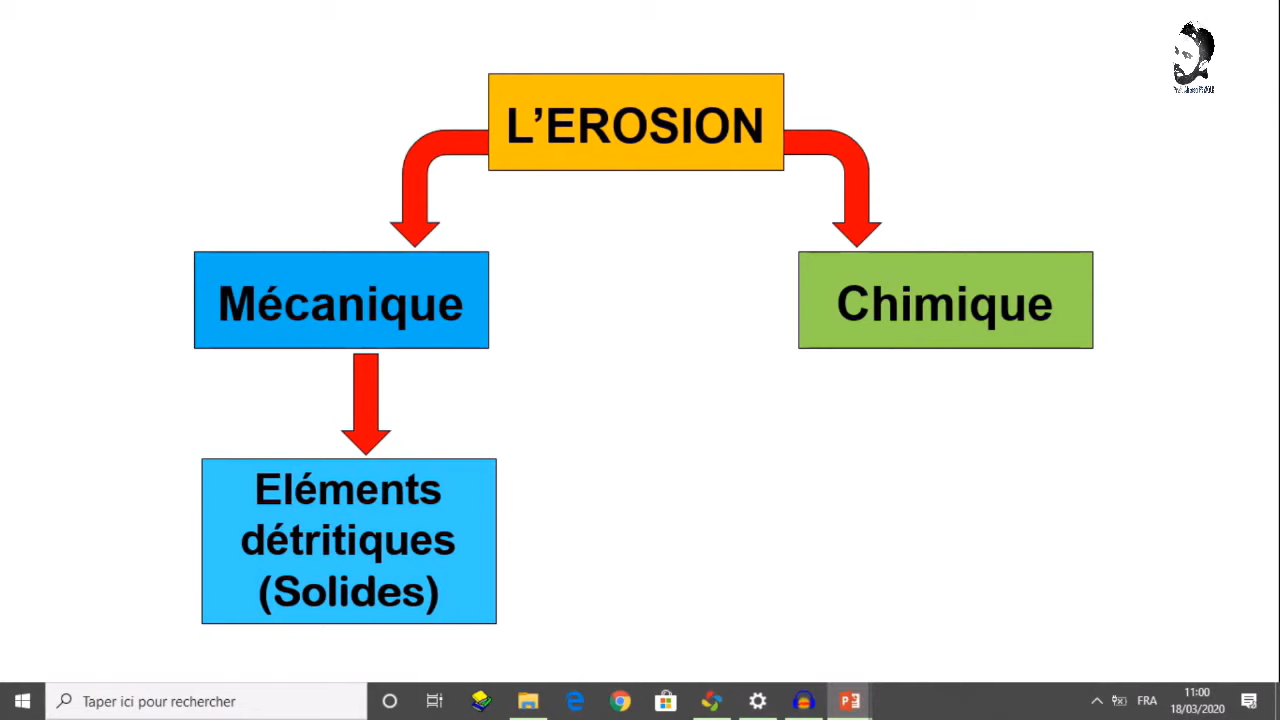 L’EROSION
Mécanique
Chimique
Eléments
détritiques
(Solides)
Taper ici pour rechercher
FRA
11:00
18/03/2020